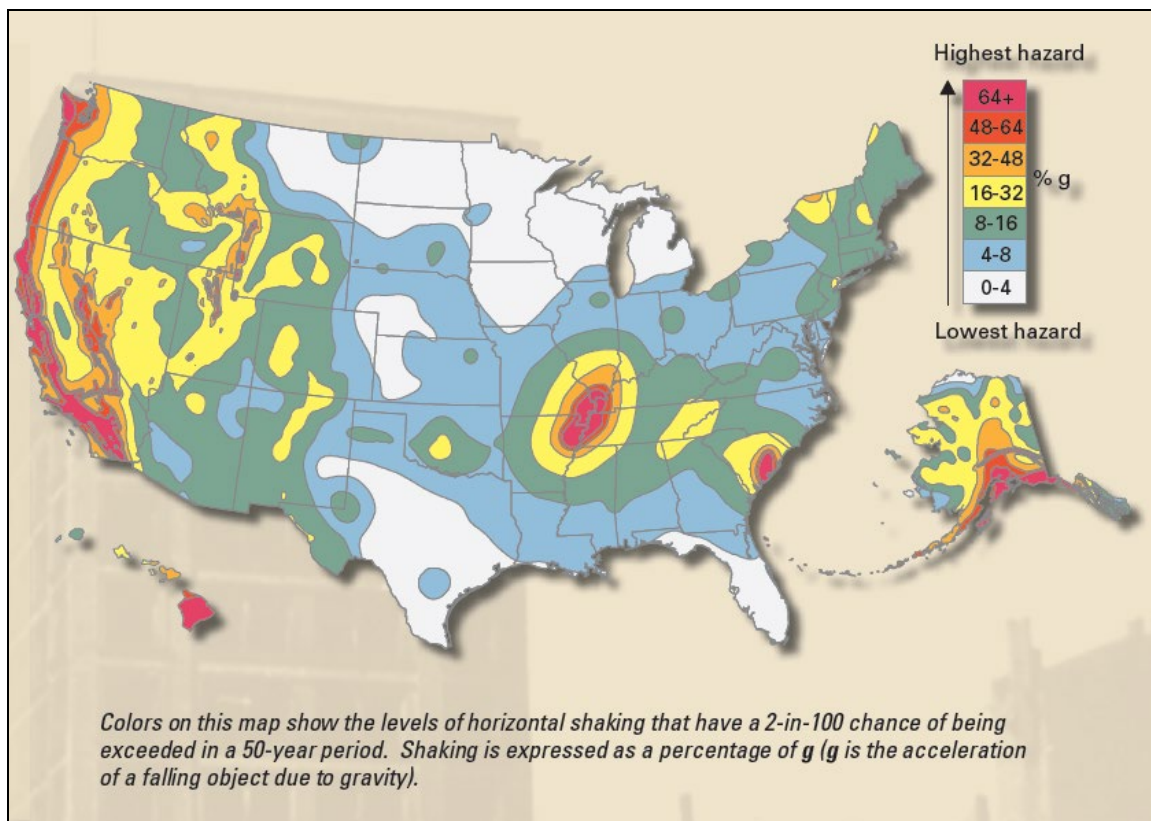 Highest hazard
64+
48-64
32-48
% g
16-32
8-16
4-8
0-4
Lowest hazard
Colors on this map show the levels of horizontal shaking that have a 2-in-100 chance of being
exceeded in a 50-year period. Shaking is expressed as a percentage of g (g is the acceleration
of a falling object due to gravity).